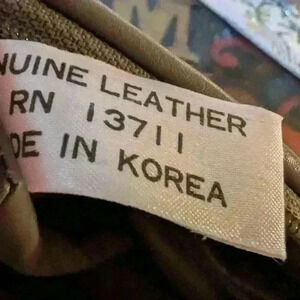 NUINE LEATHER
RN 13711
DE IN KOREA